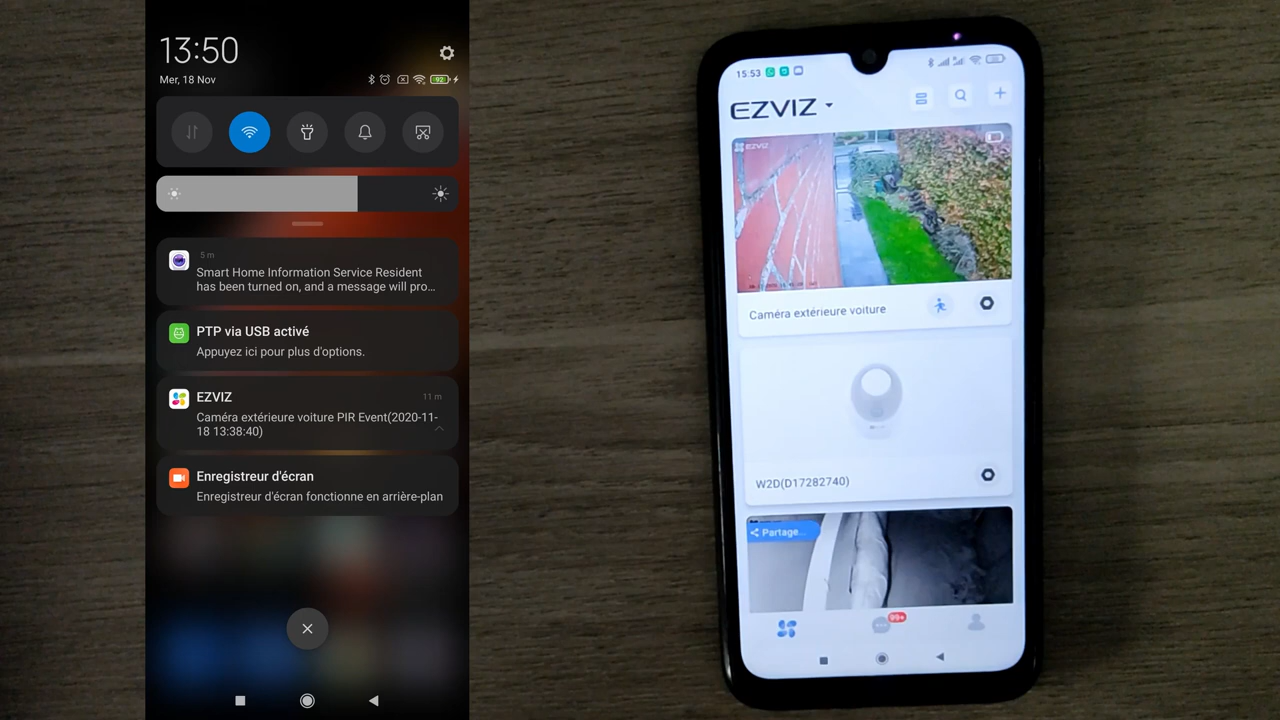 13:50
Mer, 18 Nov
92
5 m
Smart Home Information Service Resident
has been turned on, and a message will pro...
PTP via USB activé
Appuyez ici pour plus d'options.
EZVIZ
11 m
Caméra extérieure voiture PIR Event(2020-11-
18 13:38:40)
Enregistreur d'écran
Enregistreur d'écran fonctionne en arrière-plan
15:53
EZVIZ
EZVIZ
Caméra extérieure voiture
W2D(D17282740)
Partage...
99+